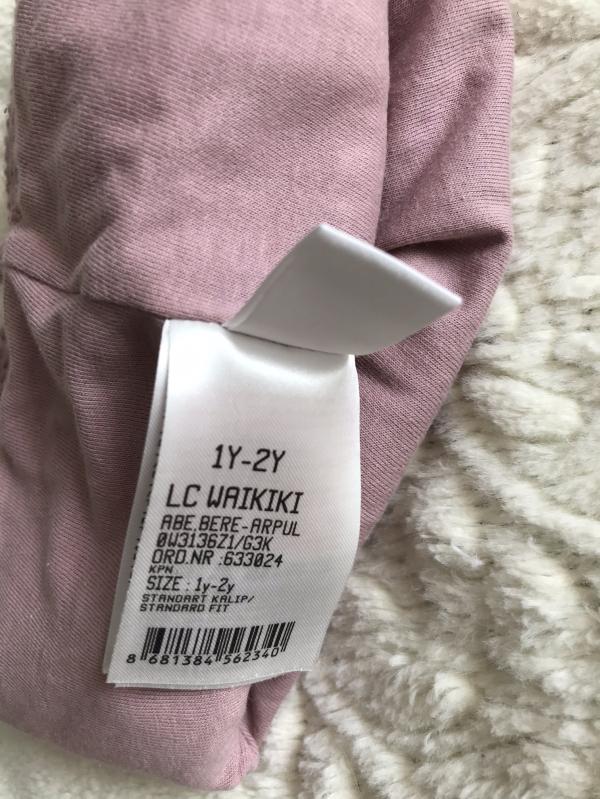 1Y-2Y
LC WAIKIKI
ABE.BERE-ARPUL
0W3136Z1/G3K
ORD.NR :633024
KPN
SIZE : 1y-2y
STANDART KALIP/
STANDARD FIT
8 681384 562340